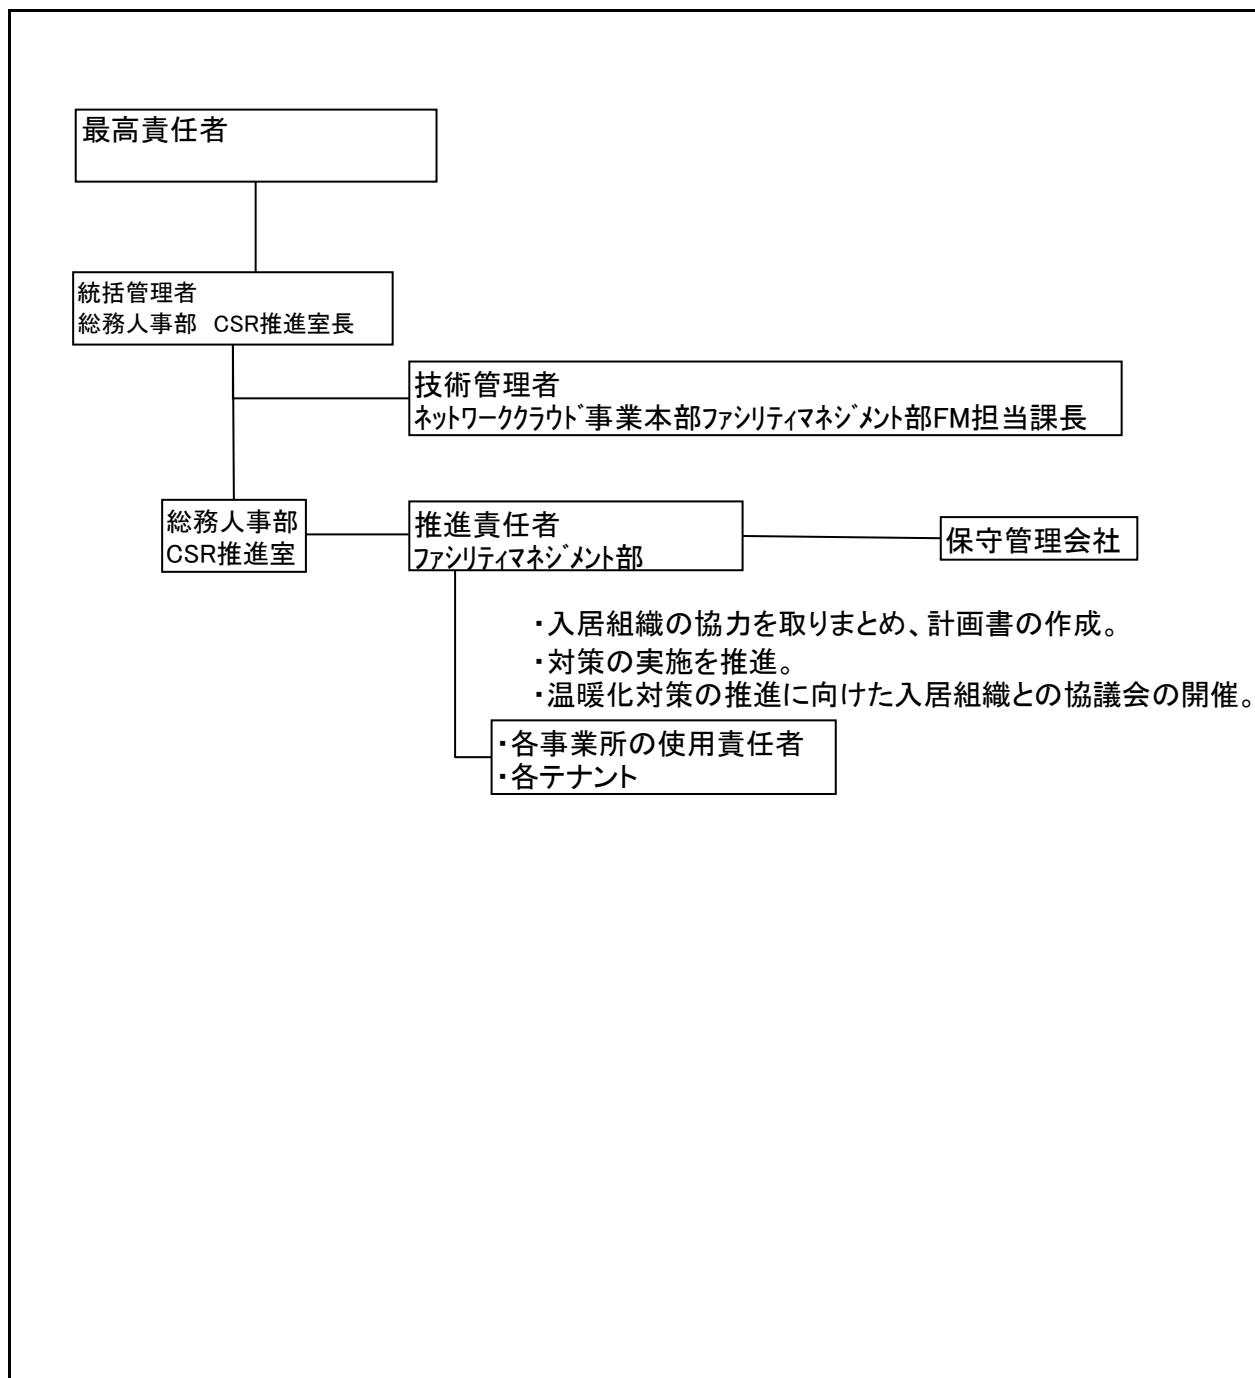 最高責任者
統括管理者
総務人事部　CSR推進室長
技術管理者
ネットワーククラウド事業本部ファシリティマネジメント部FM担当課長
総務人事部
CSR推進室
推進責任者
ファシリティマネジメント部
保守管理会社
・入居組織の協力を取りまとめ、計画書の作成。
・対策の実施を推進。
・温暖化対策の推進に向けた入居組織との協議会の開催。
・各事業所の使用責任者
・各テナント